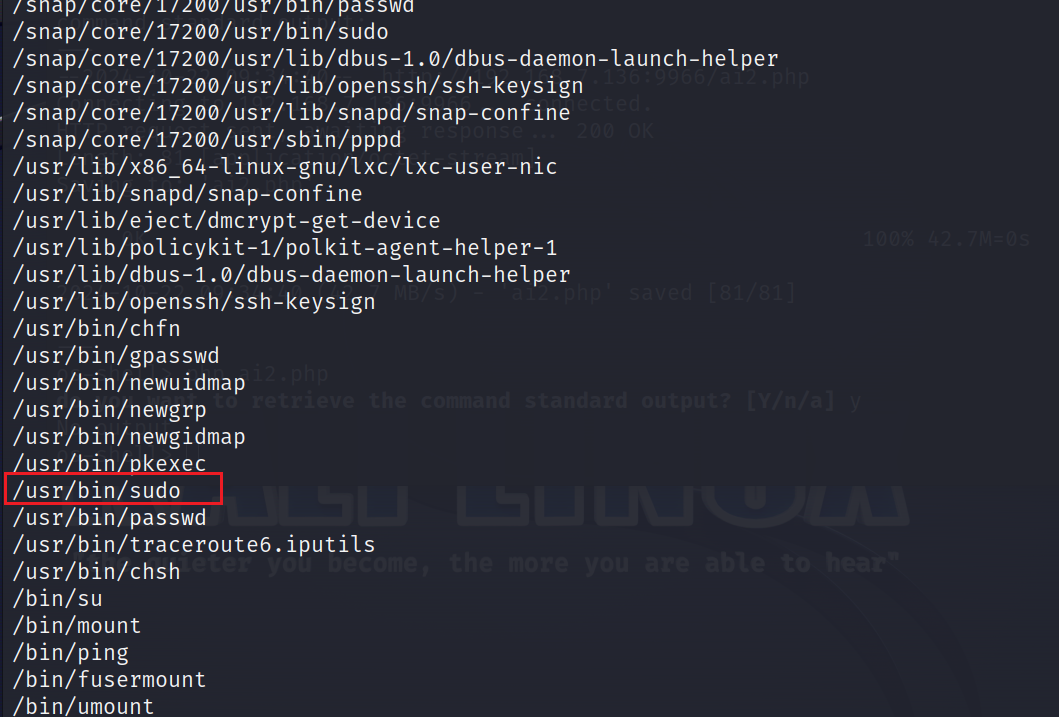 /snap/core/17200/usr/bin/passwd
/snap/core/17200/usr/bin/sudo
/snap/core/17200/usr/lib/dbus-1.0/dbus-daemon-launch-helper
/snap/core/17200/usr/lib/openssh/ssh-keysign
/snap/core/17200/usr/lib/snapd/snap-confine
/snap/core/17200/usr/sbin/pppd
/usr/lib/x86_64-linux-gnu/lxc/lxc-user-nic
/usr/lib/snapd/snap-confine
/usr/lib/eject/dmcrypt-get-device
100% 42.7M=0s
/usr/lib/policykit-1/polkit-agent-helper-1
/usr/lib/dbus-1.0/dbus-daemon-launch-helper
MB/s) - 'ai2.php' saved [81/81]
/usr/lib/openssh/ssh-keysign
/usr/bin/chfn
/usr/bin/gpasswd
php ai2.php
/usr/bin/newuidmap
do you want to retrieve the command standard output? [Y/n/a] y
/usr/bin/newgrp
/usr/bin/newgidmap
/usr/bin/pkexec
/usr/bin/sudo
/usr/bin/passwd
/usr/bin/traceroute6.iputils
"the quieter you become, the more you are able to hear"
/usr/bin/chsh
/bin/su
/bin/mount
/bin/ping
/bin/fusermount
/bin/umount